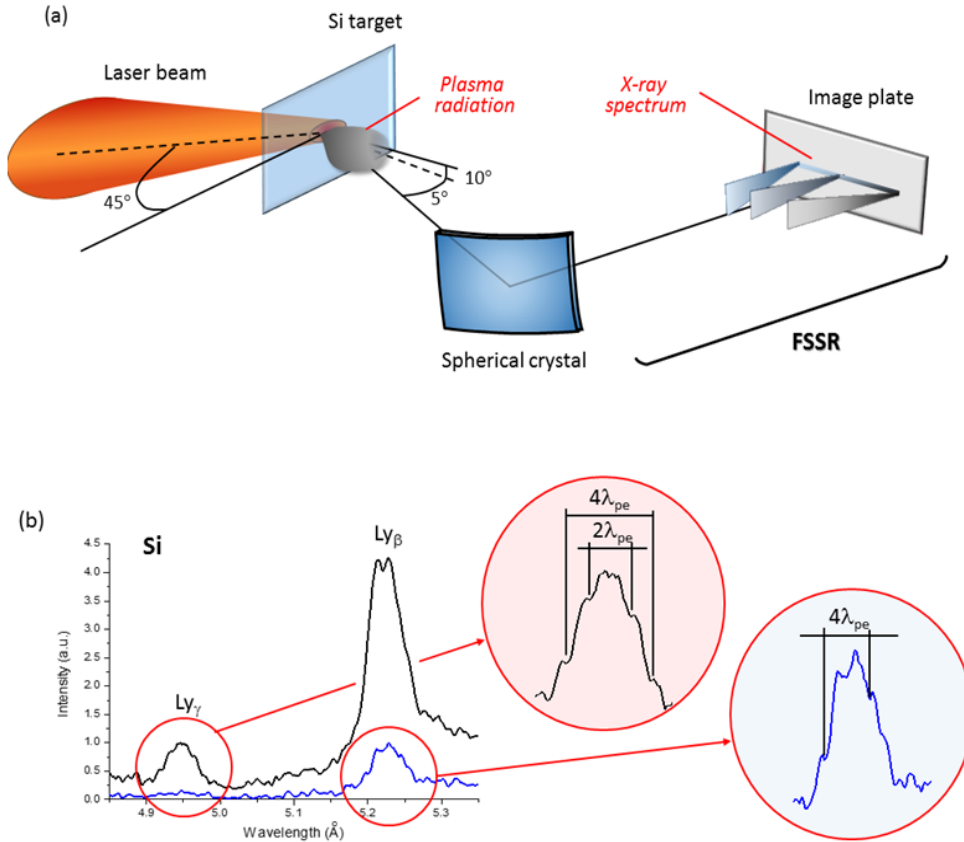 (a)
Si target
Laser beam
Plasma
radiation
X-ray
spectrum
Image plate
45°
10°
5°
Spherical crystal
FSSR
(b)
Si
Lyβ
Lyγ
4λpe
2λpe
4λpe
Intensity (a.u.)
4.5
4.0
3.5
3.0
2.5
2.0
1.5
1.0
0.5
0.0
4.9 5.0 5.1 5.2 5.3
Wavelength (Å)